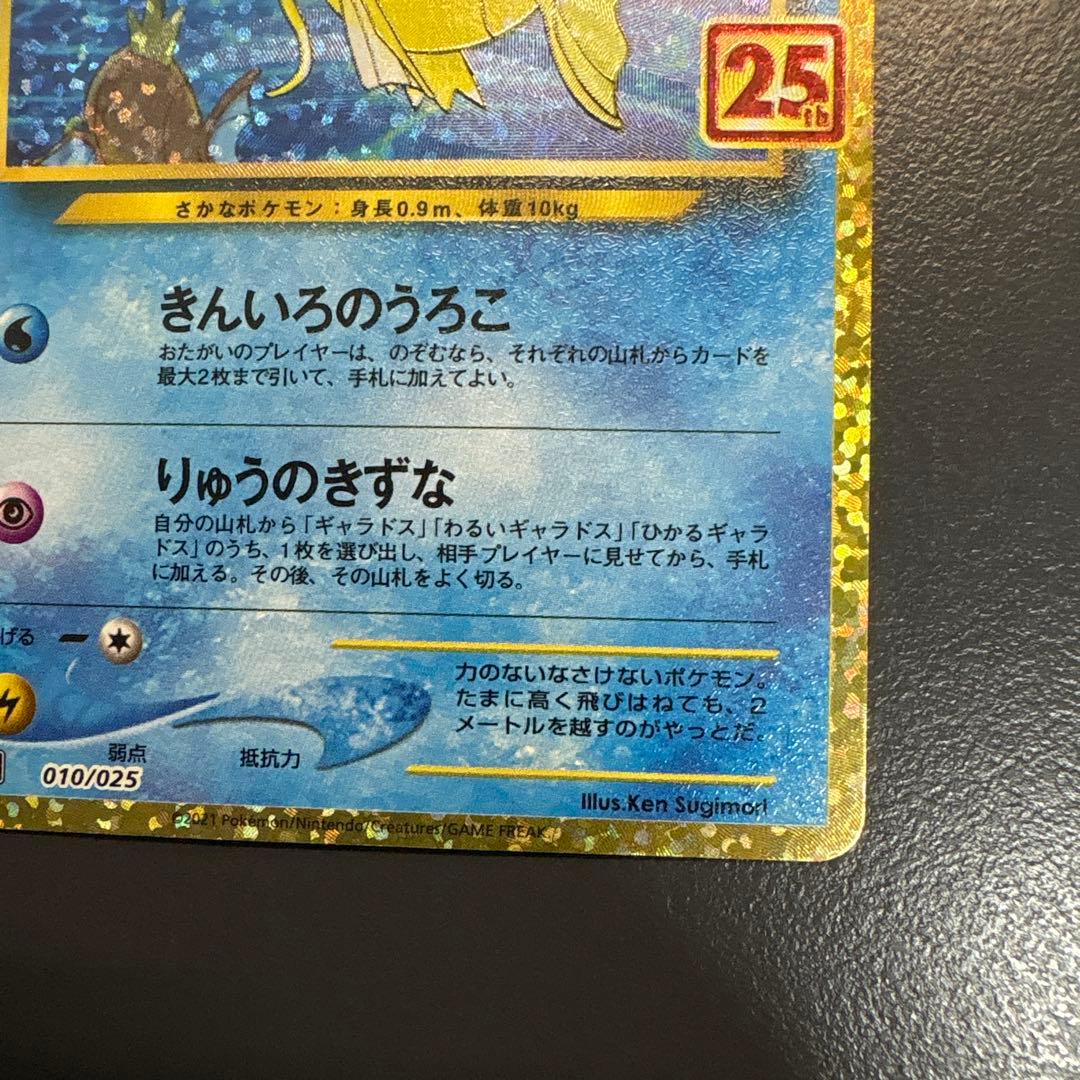 25th
さかなポケモン：身長0.9m、体重10kg
きんいろのうろこ
おたがいのプレイヤーは、のぞむなら、それぞれの山札からカードを
最大2枚まで引いて、手札に加えてよい。
りゅうのきずな
自分の山札から「ギャラドス」「わるいギャラドス」「ひかるギャラ
ドス」のうち、1枚を選び出し、相手プレイヤーに見せてから、手札
に加える。その後、その山札をよく切る。
げる
力のないなさけないポケモン。
たまに高く飛びはねても、2
メートルを越すのがやっとだ。
弱点 抵抗力
010/025
Illus.Ken Sugimori
©2021 Pokémon/Nintendo/Creatures/GAME FREAK.